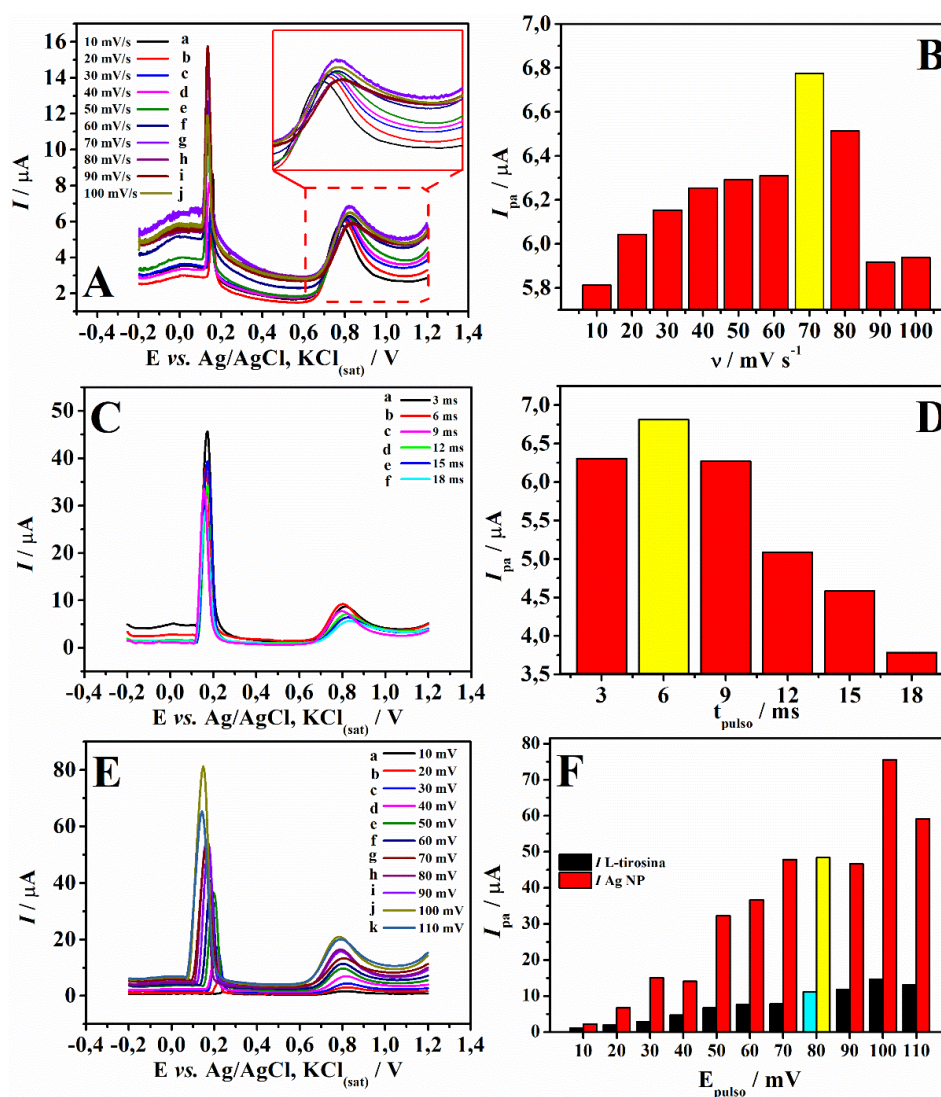 A
I / µA
16
14
12
10
8
6
4
2
10 mV/s a
20 mV/s b
30 mV/s c
40 mV/s d
50 mV/s e
60 mV/s f
70 mV/s g
80 mV/s h
90 mV/s i
100 mV/s j
-0,4 -0,2 0,0 0,2 0,4 0,6 0,8 1,0 1,2 1,4
E vs. Ag/AgCl, KCl(sat) / V
B
Ipa / µA
7,0
6,8
6,6
6,4
6,2
6,0
5,8
10 20 30 40 50 60 70 80 90 100
ν / mV s-1
C
I / µA
50
40
30
20
10
0
a 3 ms
b 6 ms
c 9 ms
d 12 ms
e 15 ms
f 18 ms
-0,4 -0,2 0,0 0,2 0,4 0,6 0,8 1,0 1,2 1,4
E vs. Ag/AgCl, KCl(sat) / V
D
Ipa / µA
7,0
6,5
6,0
5,5
5,0
4,5
4,0
3,5
3 6 9 12 15 18
tpulso / ms
E
I / µA
80
60
40
20
0
a 10 mV
b 20 mV
c 30 mV
d 40 mV
e 50 mV
f 60 mV
g 70 mV
h 80 mV
i 90 mV
j 100 mV
k 110 mV
-0,4 -0,2 0,0 0,2 0,4 0,6 0,8 1,0 1,2 1,4
E vs. Ag/AgCl, KCl(sat) / V
F
Ipa / µA
80
70
60
50
40
30
20
10
0
I L-tirosina
I Ag NP
10 20 30 40 50 60 70 80 90 100 110
Epulso / mV